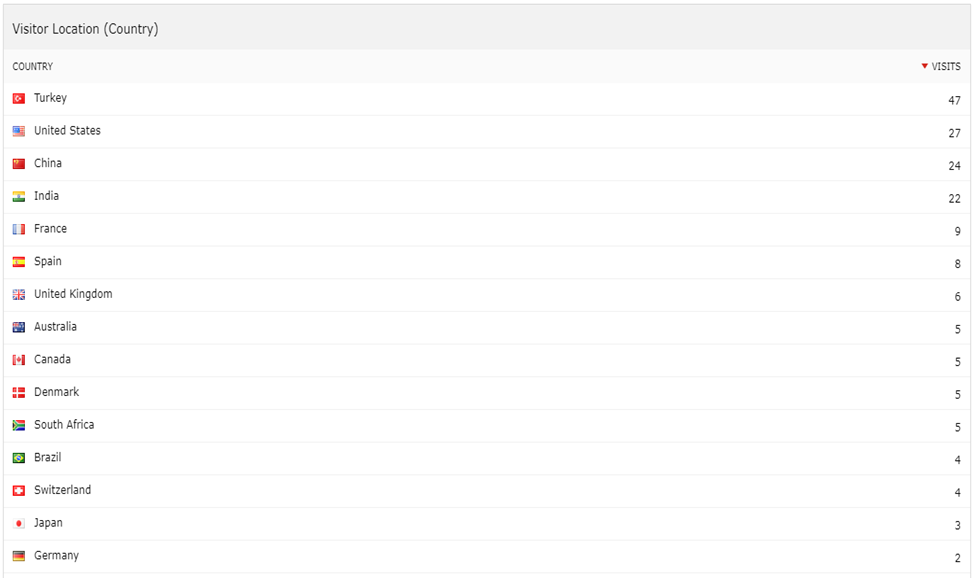 Visitor Location (Country)
COUNTRY VISITS
Turkey 47
United States 27
China 24
India 22
France 9
Spain 8
United Kingdom 6
Australia 5
Canada 5
Denmark 5
South Africa 5
Brazil 4
Switzerland 4
Japan 3
Germany 2